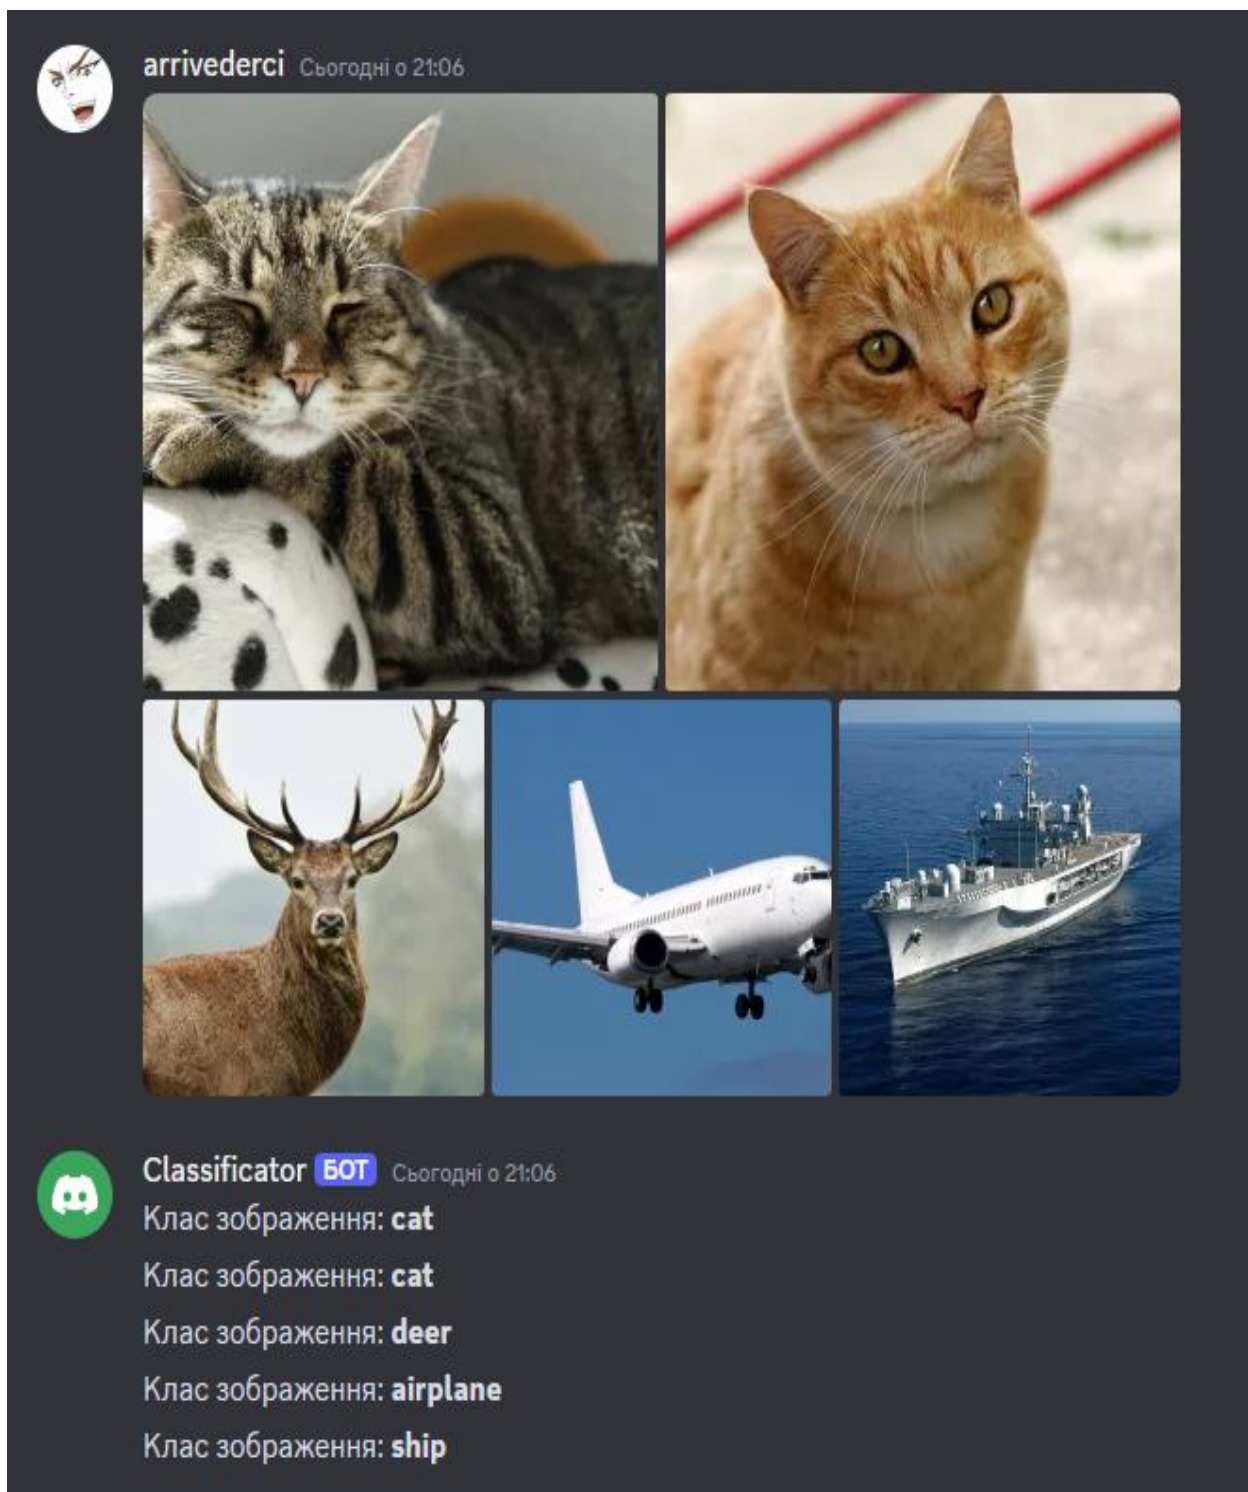 arrivederci Сьогодні о 21:06
Classificator БОТ Сьогодні о 21:06
Клас зображення: cat
Клас зображення: cat
Клас зображення: deer
Клас зображення: airplane
Клас зображення: ship